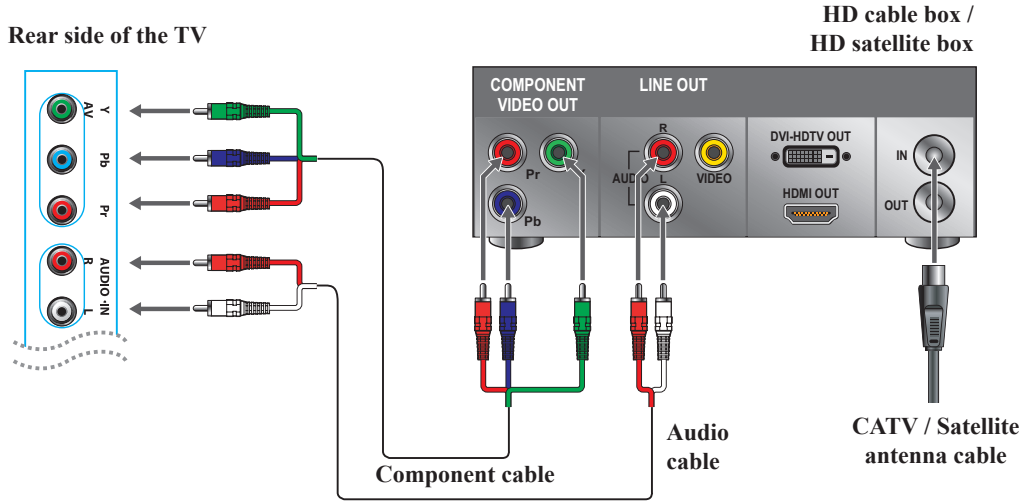 HD cable box /
HD satellite box
Rear side of the TV
Y
AV
Pb
Pr
R
AUDIO -IN
L
COMPONENT
VIDEO OUT
LINE OUT
Pr
Pb
R
AUDIO L
VIDEO
DVI-HDTV OUT
HDMI OUT
IN
OUT
Component cable
Audio
cable
CATV / Satellite
antenna cable